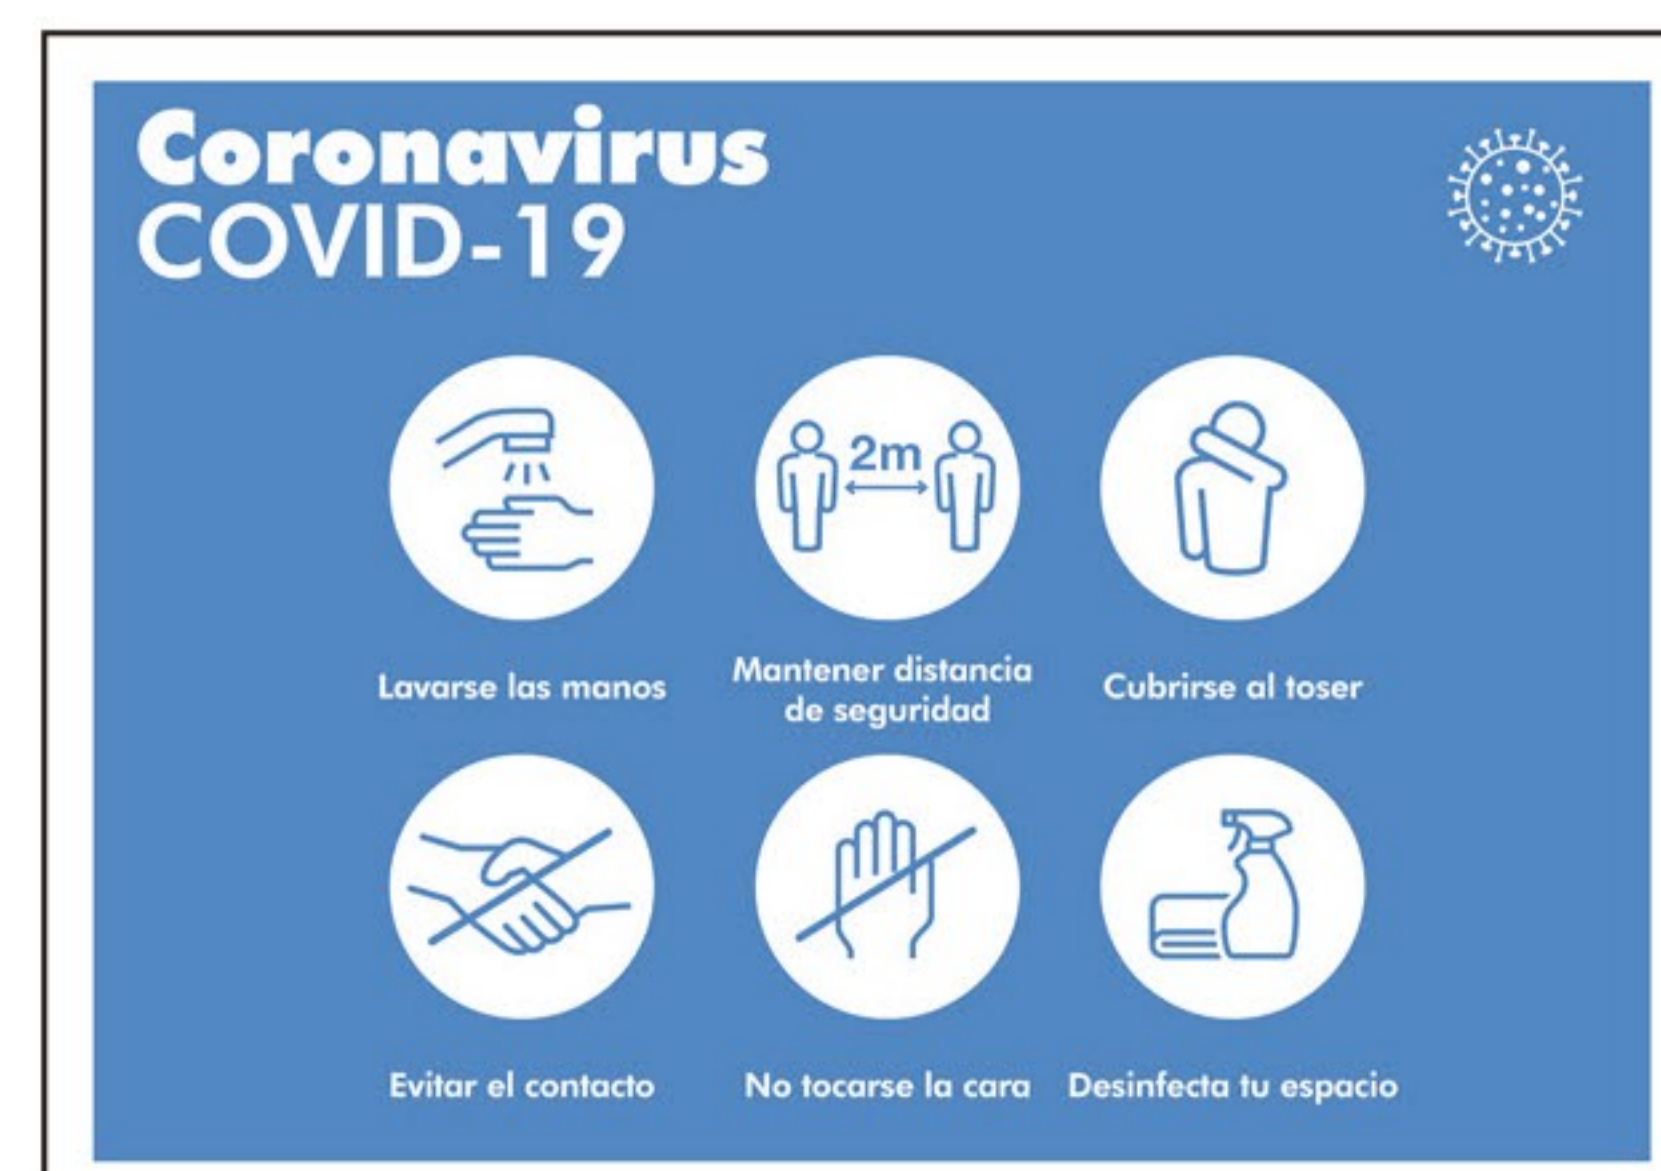 Coronavirus
COVID-19
2m
Lavarse las manos
Mantener distancia
de seguridad
Cubrirse al toser
Evitar el contacto
No tocarse la cara
Desinfecta tu espacio